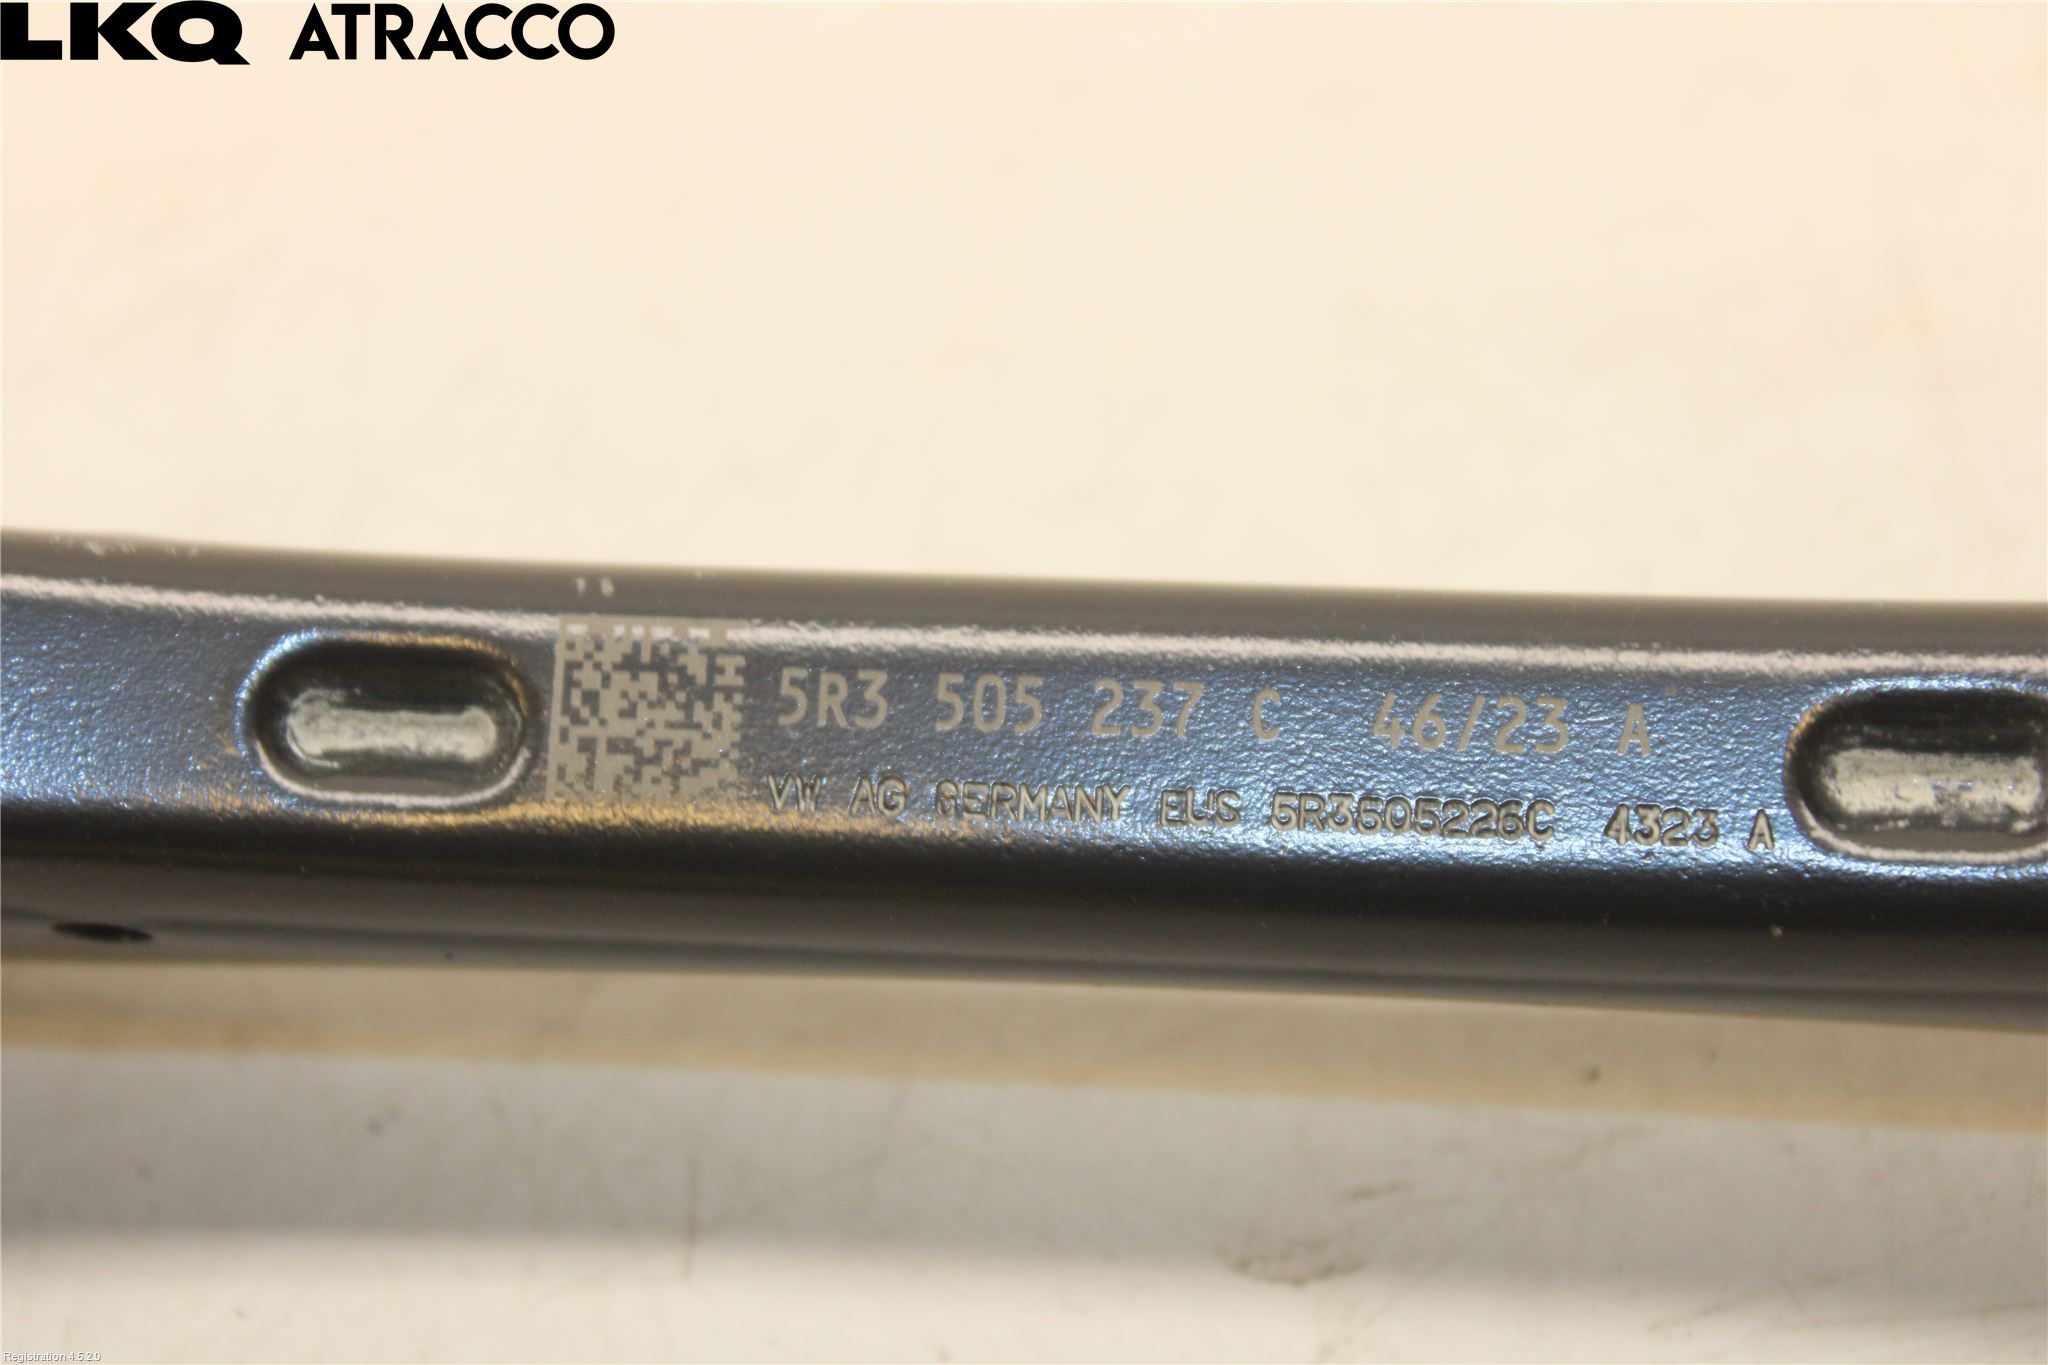 LKQ ATRACCO
5R3 505 237 C 46/23 A
VW AG GERMANY EUS 5R3505226C 4323 A
Registration 4.5.2.0